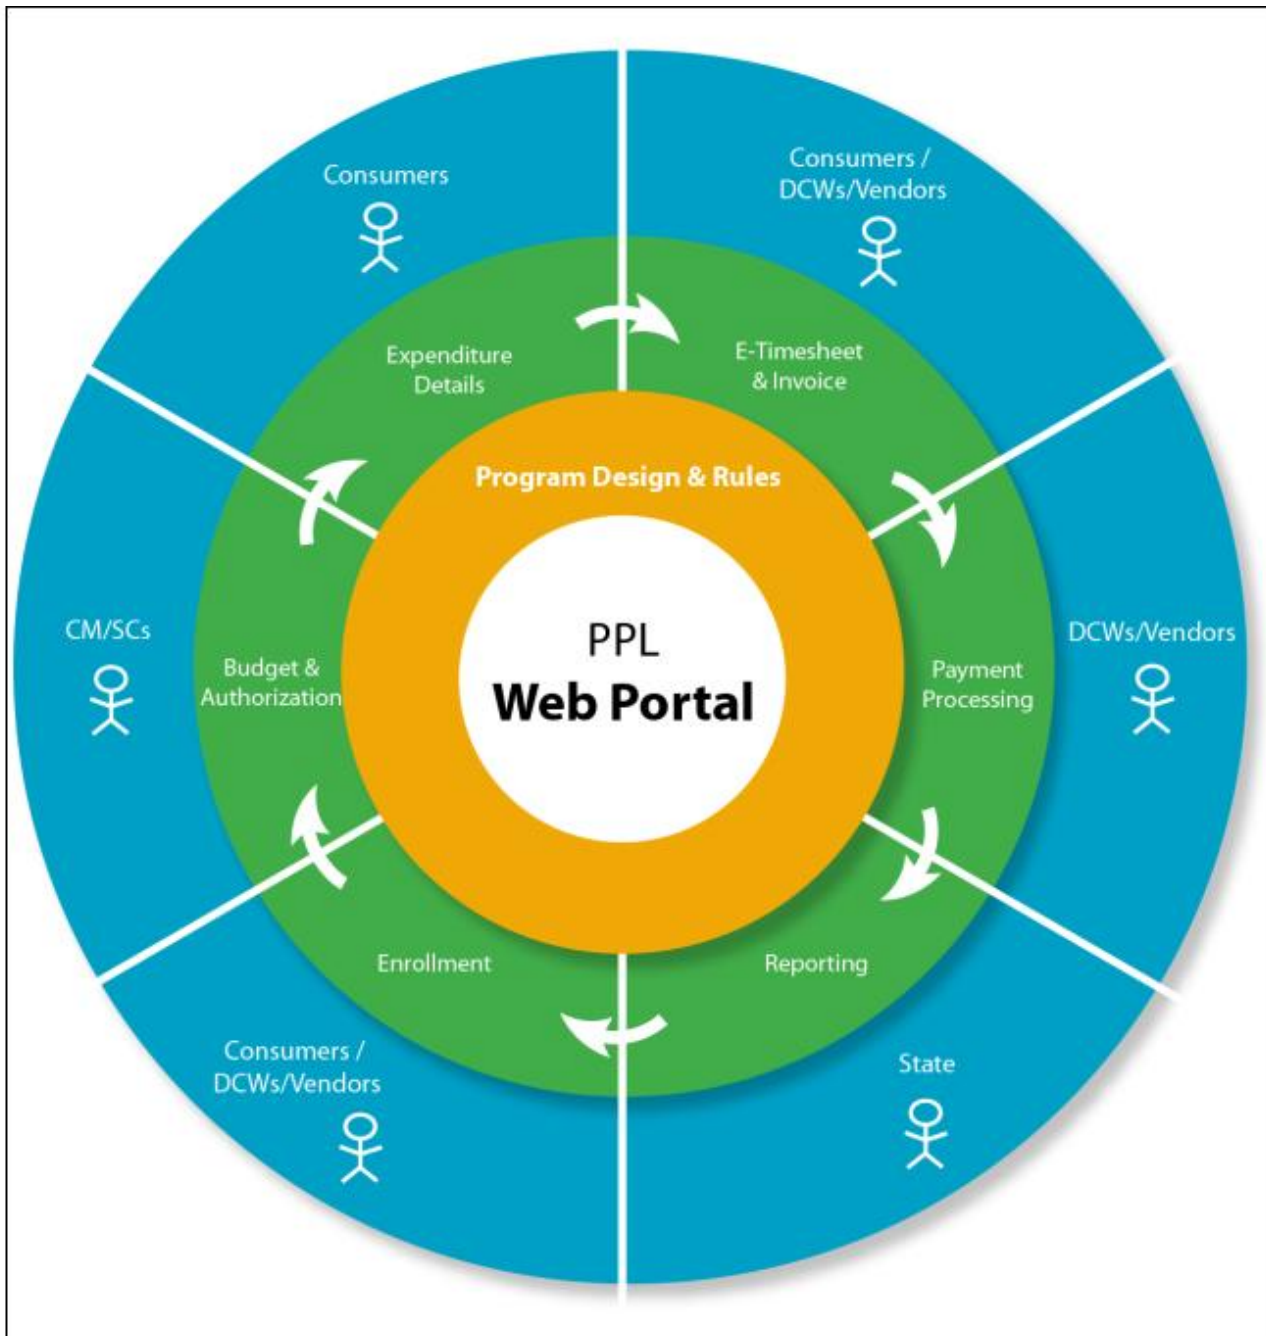 Consumers
Consumers /
DCWs/Vendors
Expenditure
Details
E-Timesheet
& Invoice
Program Design & Rules
CM/SCs
Budget &
Authorization
PPL
Web Portal
Payment
Processing
DCWs/Vendors
Enrollment
Reporting
Consumers /
DCWs/Vendors
State